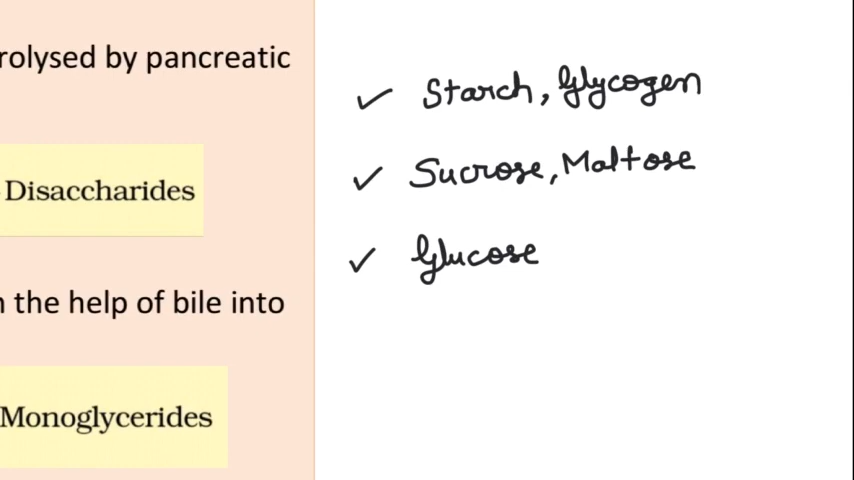 rolysed by pancreatic
Disaccharides
the help of bile into
Monoglycerides
✓ Starch, Glycogen
✓ Sucrose, Maltose
✓ Glucose